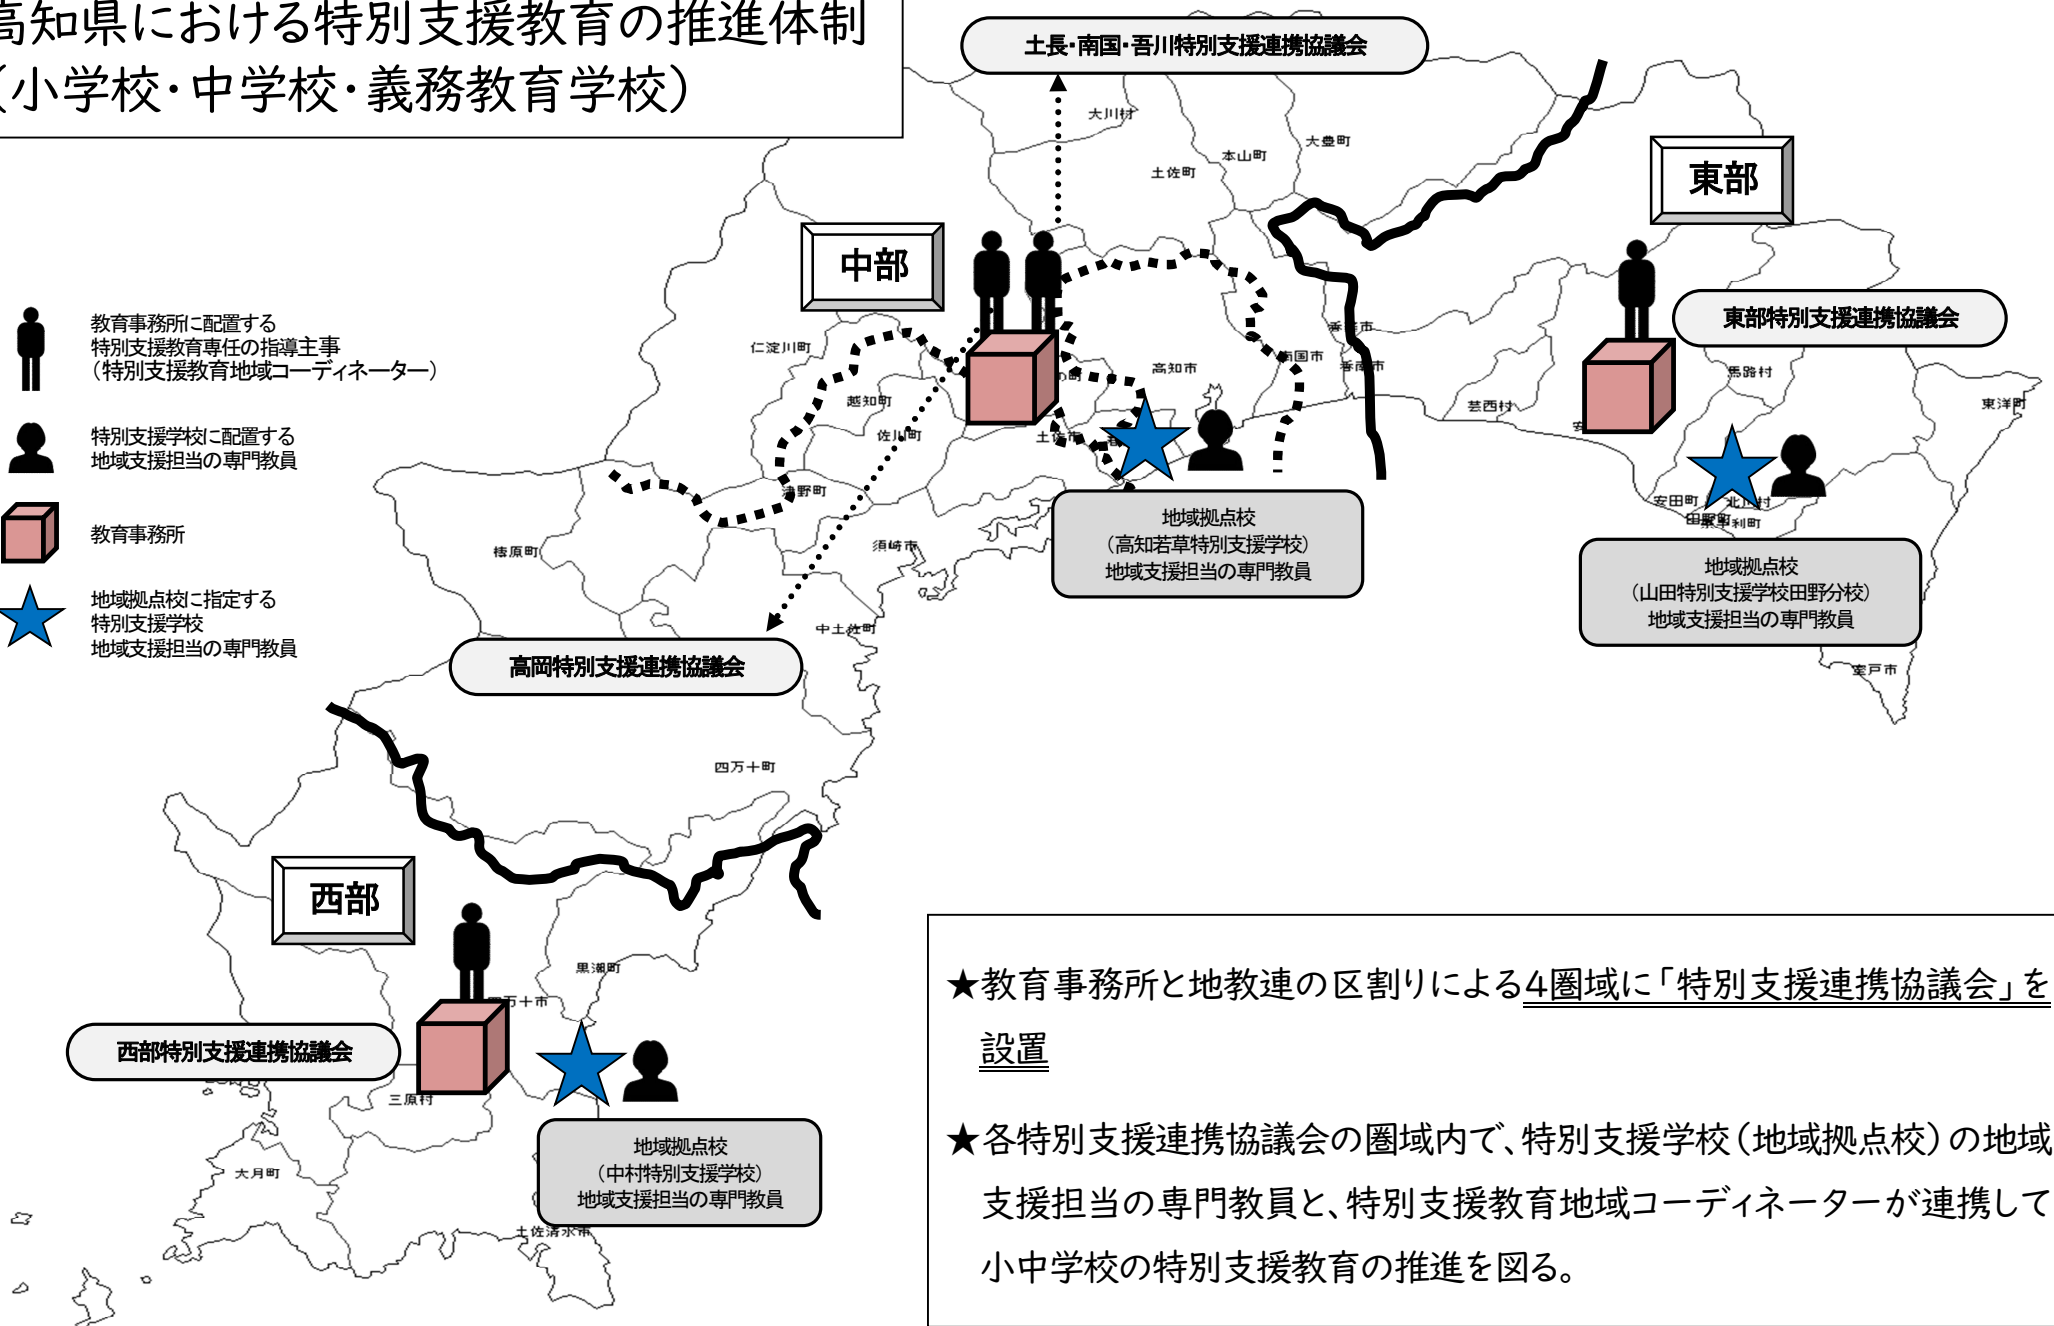 高知県における特別支援教育の推進体制
（小学校・中学校・義務教育学校）
土長・南国・吾川特別支援連携協議会
大川村
本山町
大豊町
土佐町
東部
中部
教育事務所に配置する
特別支援教育専任の指導主事
（特別支援教育地域コーディネーター）
東部特別支援連携協議会
仁淀川町
高知市
南国市
香南市
馬路村
東洋町
越知町
佐川町
土佐市
芸西村
特別支援学校に配置する
地域支援担当の専門教員
津野町
安田町
北川村
田野町
教育事務所
檮原町
須崎市
地域拠点校
（高知若草特別支援学校）
地域支援担当の専門教員
地域拠点校
（山田特別支援学校田野分校）
地域支援担当の専門教員
地域拠点校に指定する
特別支援学校
地域支援担当の専門教員
中土佐町
高岡特別支援連携協議会
室戸市
四万十町
西部
黒潮町
四万十市
西部特別支援連携協議会
三原村
地域拠点校
（中村特別支援学校）
地域支援担当の専門教員
大月町
土佐清水市
★教育事務所と地教連の区割りによる4圏域に「特別支援連携協議会」を
設置
★各特別支援連携協議会の圏域内で、特別支援学校（地域拠点校）の地域
支援担当の専門教員と、特別支援教育地域コーディネーターが連携して
小中学校の特別支援教育の推進を図る。